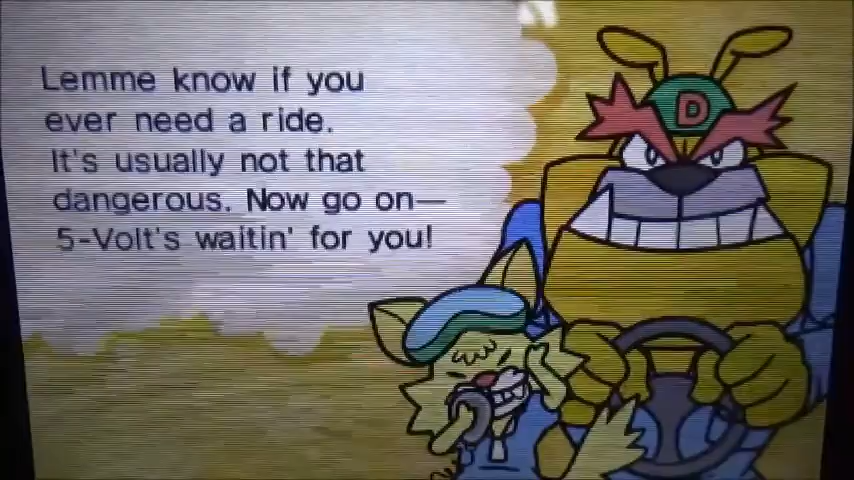 Lemme know if you
ever need a ride.
It's usually not that
dangerous. Now go on—
5-Volt's waitin' for you!
D